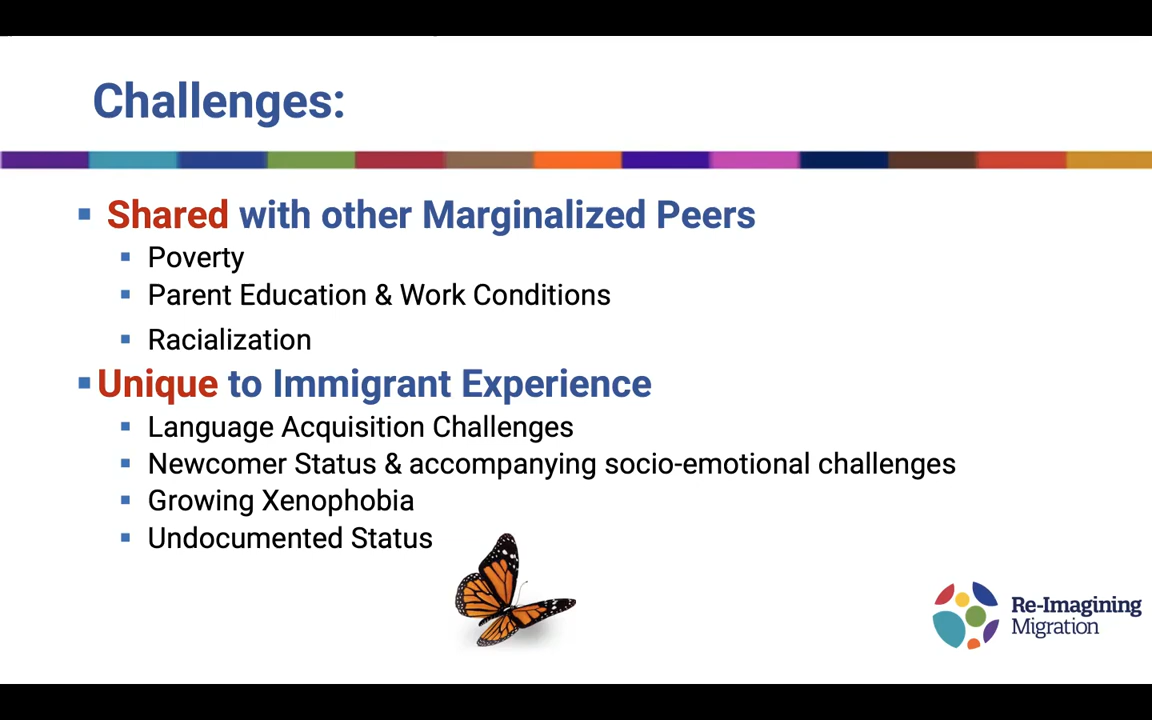 Challenges:
Shared with other Marginalized Peers
Poverty
Parent Education & Work Conditions
Racialization
Unique to Immigrant Experience
Language Acquisition Challenges
Newcomer Status & accompanying socio-emotional challenges
Growing Xenophobia
Undocumented Status
Re-Imagining
Migration